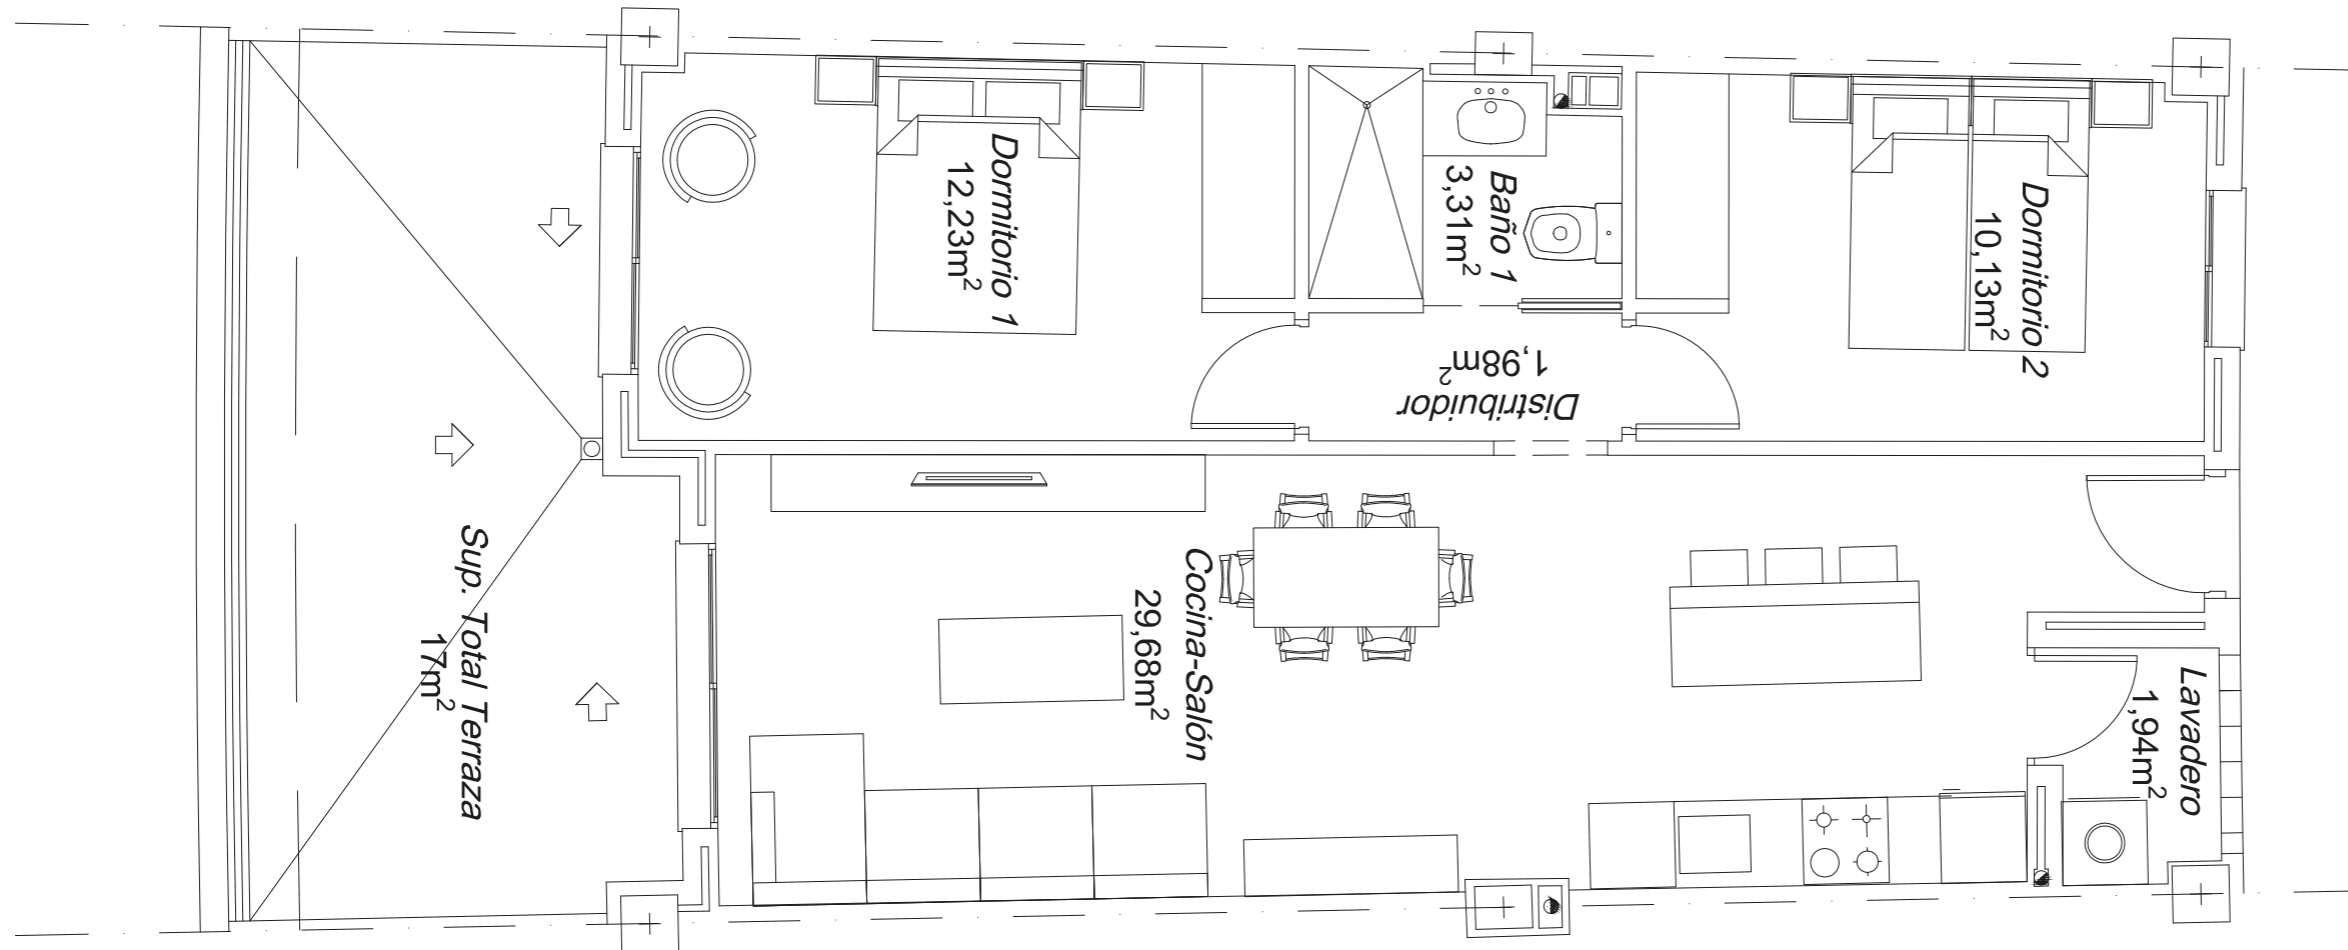 Dormitorio 1
12,23m²
Baño 1
3,31m²
Dormitorio 2
10,13m²
Distribuidor
1,98m²
Sup. Total Terraza
17m²
Cocina-Salón
29,68m²
Lavadero
1,94m²